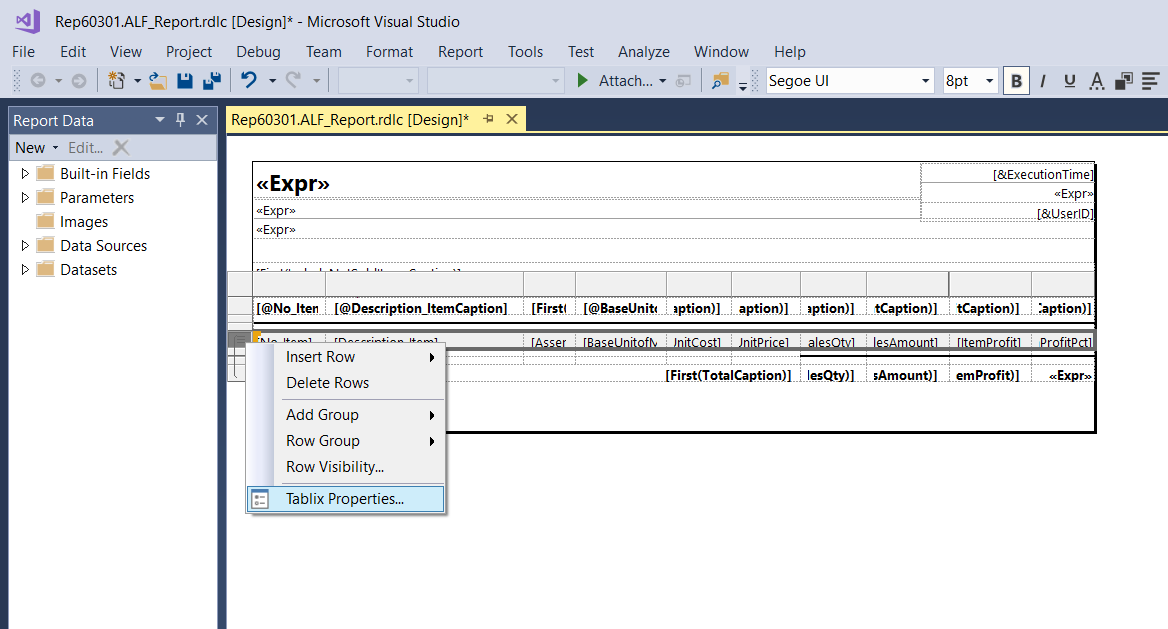 Rep60301.ALF_Report.rdlc [Design]* - Microsoft Visual Studio
File Edit View Project Debug Team Format Report Tools Test Analyze Window Help
Attach... Segoe UI 8pt B I U A
Report Data
Rep60301.ALF_Report.rdlc [Design]*
New Edit...
Built-in Fields
Parameters
Images
Data Sources
Datasets
«Expr»
[&ExecutionTime]
«Expr»
«Expr»
[&UserID]
«Expr»
[@No_Iten [@Description_ItemCaption] [First( [@BaseUnito aption)] aption)] aption)] tCaption)] tCaption)] Caption)]
[No_Item] [Description_Item] [Asser [BaseUnitofM UnitCost] UnitPrice] alesQty] lesAmount] [ItemProfit] ProfitPct]
[First(TotalCaption)] lesQty)] sAmount)] emProfit)] «Expr»
Insert Row
Delete Rows
Add Group
Row Group
Row Visibility...
Tablix Properties...